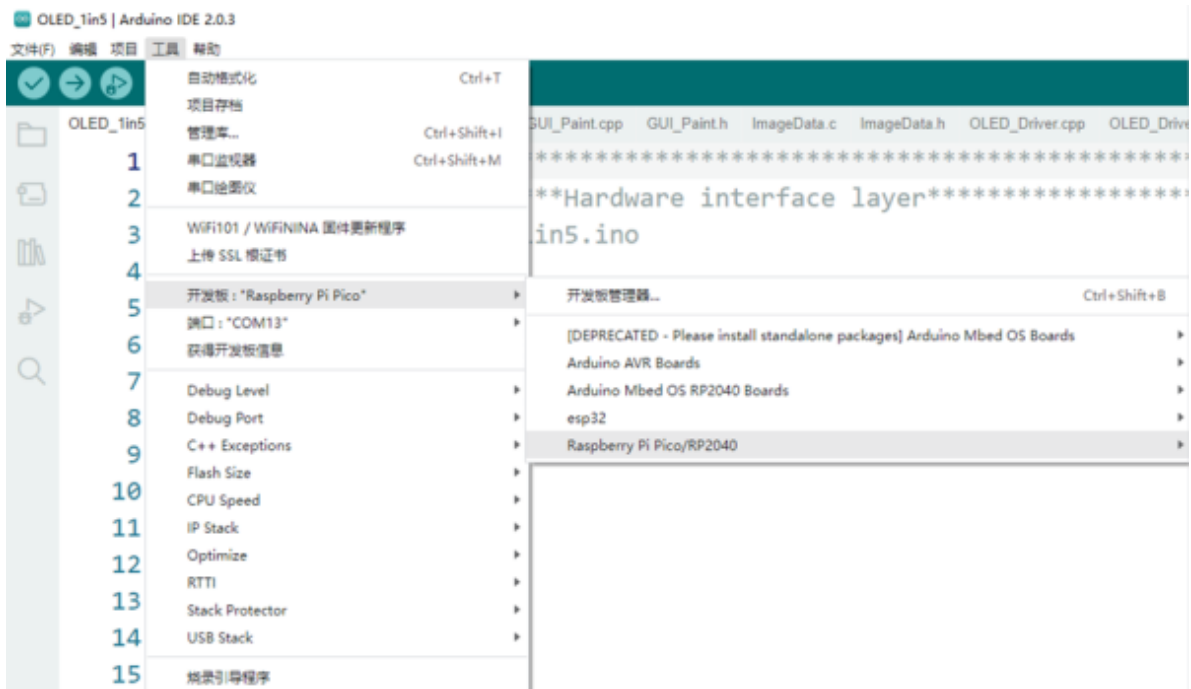 OLED_1in5 | Arduino IDE 2.0.3
文件(F) 编辑 项目 工具 帮助
OLED_1in5
GUI_Paint.cpp GUI_Paint.h ImageData.c ImageData.h OLED_Driver.cpp OLED_Drive
自动格式化 Ctrl+T
项目存档
管理库... Ctrl+Shift+I
串口监视器 Ctrl+Shift+M
串口绘图仪
WiFi101 / WiFiNINA 固件更新程序
上传 SSL 根证书
开发板 : "Raspberry Pi Pico"
端口 : "COM13"
获得开发板信息
Debug Level
Debug Port
C++ Exceptions
Flash Size
CPU Speed
IP Stack
Optimize
RTTI
Stack Protector
USB Stack
烧录引导程序
开发板管理器... Ctrl+Shift+B
[DEPRECATED - Please install standalone packages] Arduino Mbed OS Boards
Arduino AVR Boards
Arduino Mbed OS RP2040 Boards
esp32
Raspberry Pi Pico/RP2040
1 ********************************************
2 **Hardware interface layer******************
3 in5.ino
4
5
6
7
8
9
10
11
12
13
14
15